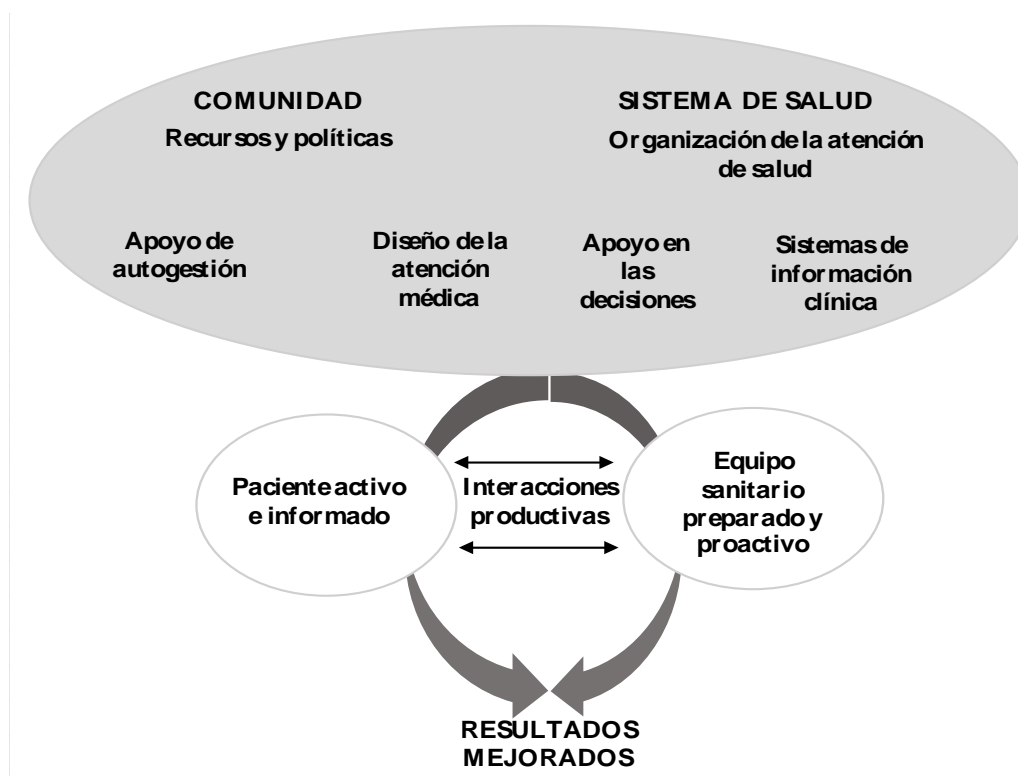 COMUNIDAD
Recursos y políticas
SISTEMA DE SALUD
Organización de la atención
de salud
Apoyo de
autogestión
Diseño de la
atención
médica
Apoyo en
las
decisiones
Sistemas de
información
clínica
Paciente activo
e informado
Interacciones
productivas
Equipo
sanitario
preparado y
proactivo
RESULTADOS
MEJORADOS